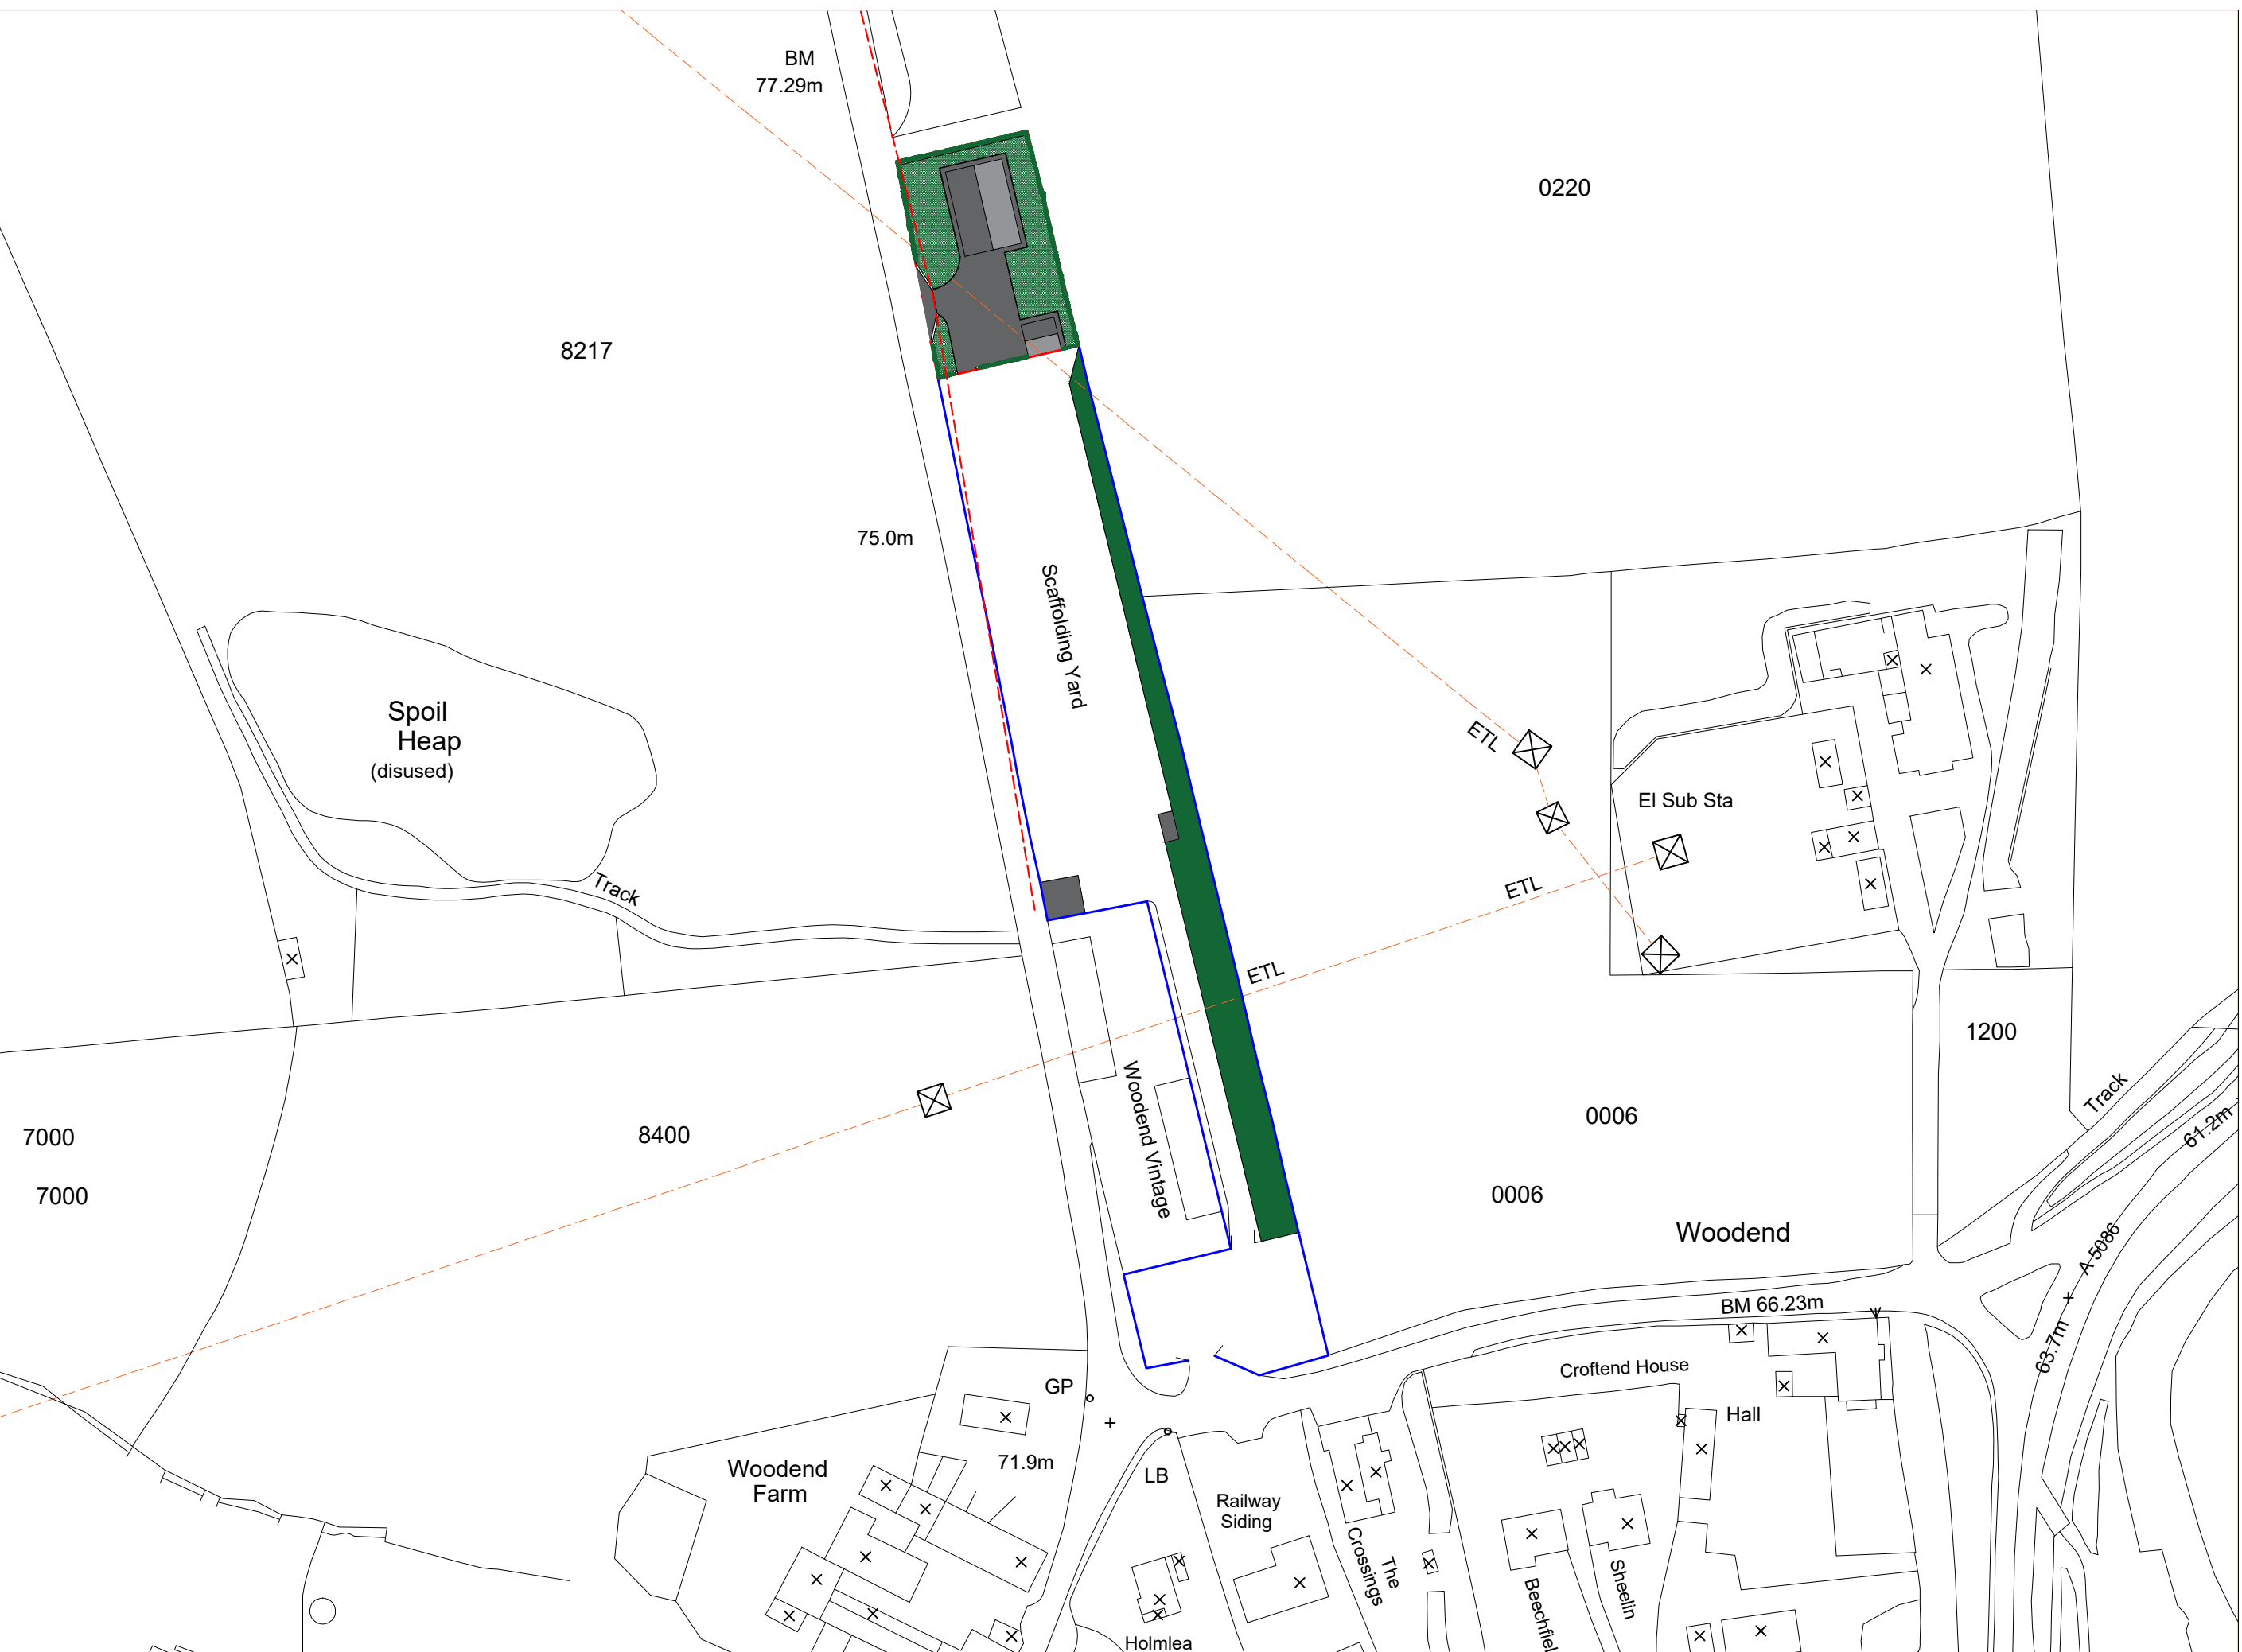 BM
77.29m
0220
8217
75.0m
Scaffolding Yard
Spoil
Heap
(disused)
ETL
El Sub Sta
Track
ETL
ETL
1200
Track
61.2m
7000
8400
0006
7000
0006
Woodend Vintage
Woodend
A 5086
BM 66.23m
63.7m
Croftend House
GP
Hall
71.9m
Woodend
Farm
LB
Railway
Siding
The
Crossings
Sheelin
Holmlea